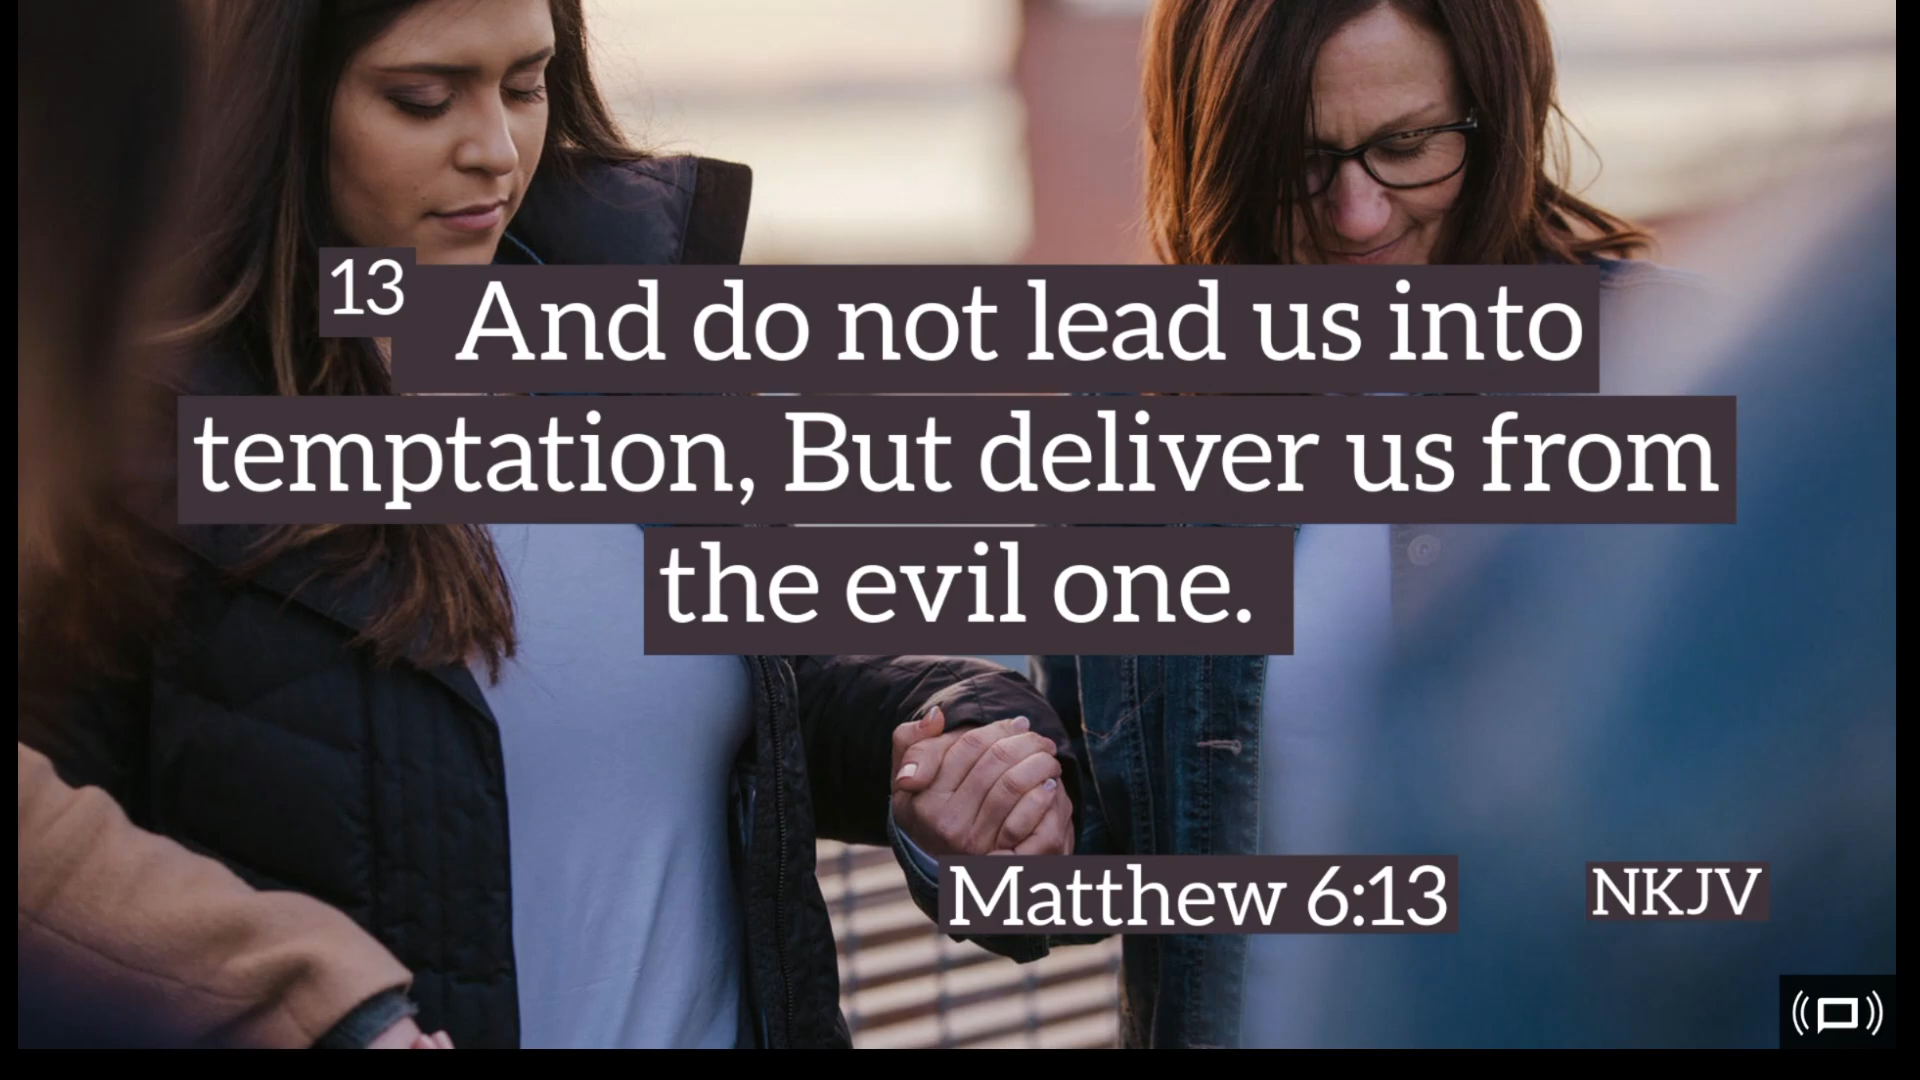 13 And do not lead us into
temptation, But deliver us from
the evil one.
Matthew 6:13 NKJV